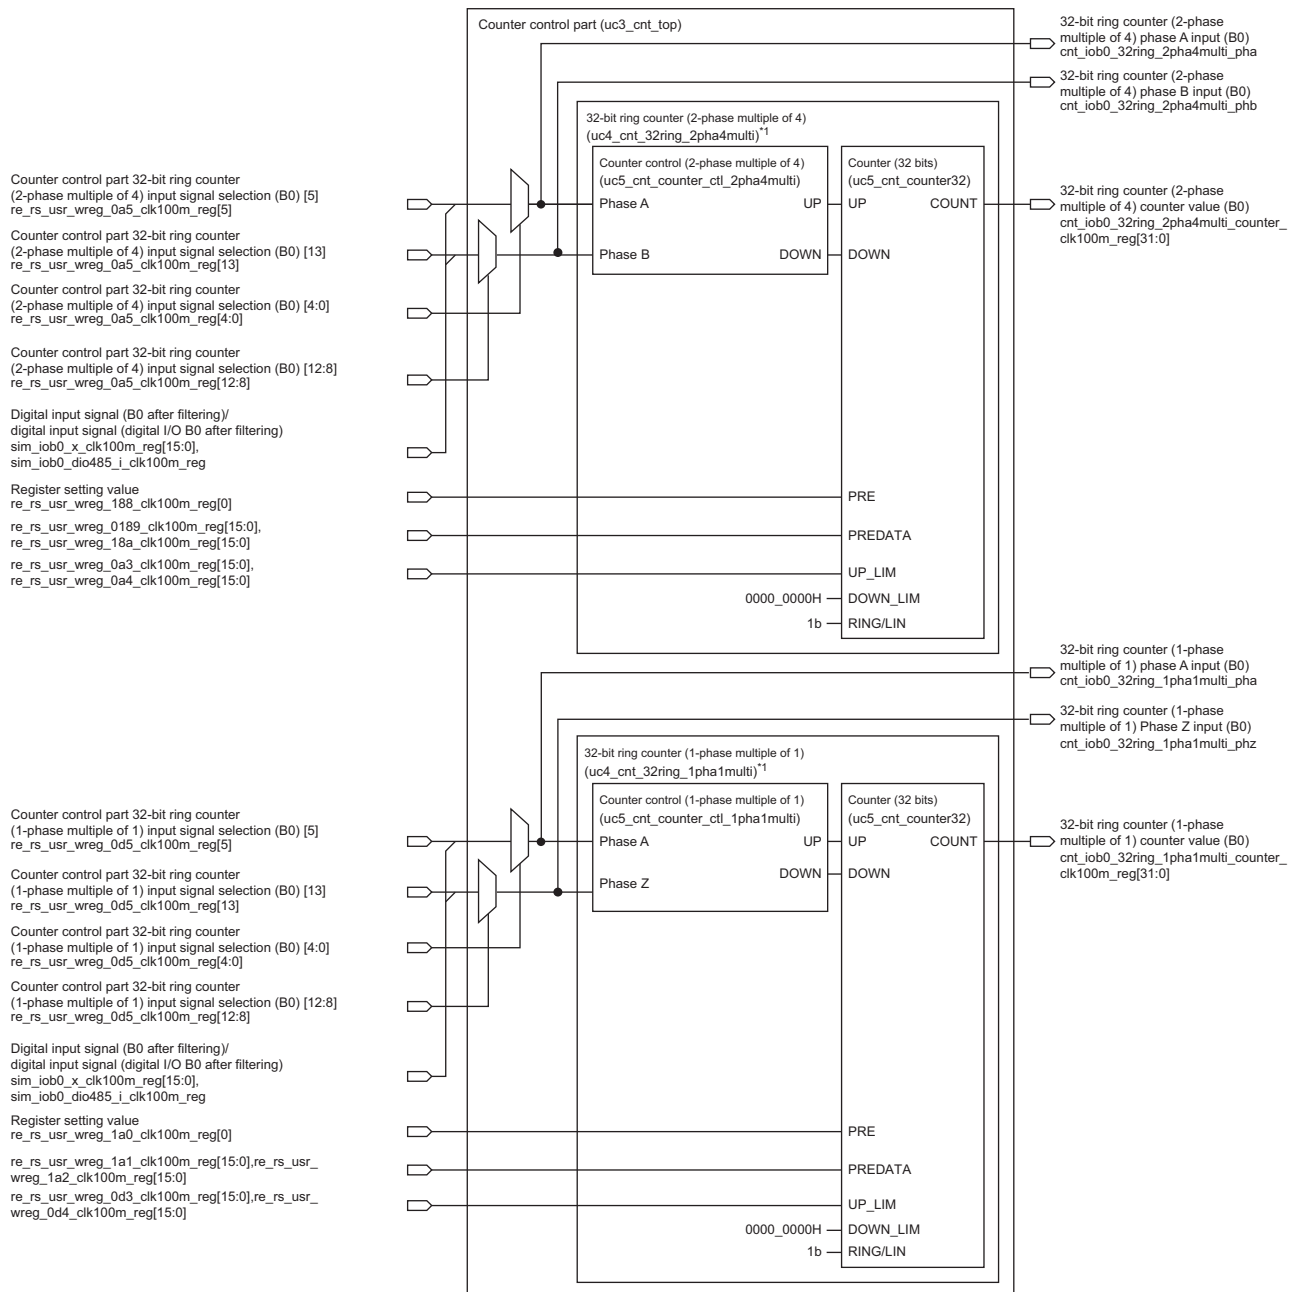 Counter control part (uc3_cnt_top)
32-bit ring counter (2-phase
multiple of 4) phase A input (B0)
cnt_iob0_32ring_2pha4multi_pha
32-bit ring counter (2-phase
multiple of 4) phase B input (B0)
cnt_iob0_32ring_2pha4multi_phb
32-bit ring counter (2-phase multiple of 4)
(uc4_cnt_32ring_2pha4multi)*1
Counter control (2-phase multiple of 4)
(uc5_cnt_counter_ctl_2pha4multi)
Phase A
UP
Phase B
DOWN
Counter (32 bits)
(uc5_cnt_counter32)
UP
COUNT
DOWN
32-bit ring counter (2-phase
multiple of 4) counter value (B0)
cnt_iob0_32ring_2pha4multi_counter_
clk100m_reg[31:0]
Counter control part 32-bit ring counter
(2-phase multiple of 4) input signal selection (B0) [5]
re_rs_usr_wreg_0a5_clk100m_reg[5]
Counter control part 32-bit ring counter
(2-phase multiple of 4) input signal selection (B0) [13]
re_rs_usr_wreg_0a5_clk100m_reg[13]
Counter control part 32-bit ring counter
(2-phase multiple of 4) input signal selection (B0) [4:0]
re_rs_usr_wreg_0a5_clk100m_reg[4:0]
Counter control part 32-bit ring counter
(2-phase multiple of 4) input signal selection (B0) [12:8]
re_rs_usr_wreg_0a5_clk100m_reg[12:8]
Digital input signal (B0 after filtering)/
digital input signal (digital I/O B0 after filtering)
sim_iob0_x_clk100m_reg[15:0],
sim_iob0_dio485_i_clk100m_reg
Register setting value
re_rs_usr_wreg_188_clk100m_reg[0]
PRE
re_rs_usr_wreg_0189_clk100m_reg[15:0],
re_rs_usr_wreg_18a_clk100m_reg[15:0]
PREDATA
re_rs_usr_wreg_0a3_clk100m_reg[15:0],
re_rs_usr_wreg_0a4_clk100m_reg[15:0]
UP_LIM
0000_0000H
DOWN_LIM
1b
RING/LIN
32-bit ring counter (1-phase
multiple of 1) phase A input (B0)
cnt_iob0_32ring_1pha1multi_pha
32-bit ring counter (1-phase
multiple of 1) Phase Z input (B0)
cnt_iob0_32ring_1pha1multi_phz
32-bit ring counter (1-phase multiple of 1)
(uc4_cnt_32ring_1pha1multi)*1
Counter control (1-phase multiple of 1)
(uc5_cnt_counter_ctl_1pha1multi)
Phase A
UP
DOWN
Phase Z
Counter (32 bits)
(uc5_cnt_counter32)
UP
COUNT
DOWN
32-bit ring counter (1-phase
multiple of 1) counter value (B0)
cnt_iob0_32ring_1pha1multi_counter_
clk100m_reg[31:0]
Counter control part 32-bit ring counter
(1-phase multiple of 1) input signal selection (B0) [5]
re_rs_usr_wreg_0d5_clk100m_reg[5]
Counter control part 32-bit ring counter
(1-phase multiple of 1) input signal selection (B0) [13]
re_rs_usr_wreg_0d5_clk100m_reg[13]
Counter control part 32-bit ring counter
(1-phase multiple of 1) input signal selection (B0) [4:0]
re_rs_usr_wreg_0d5_clk100m_reg[4:0]
Counter control part 32-bit ring counter
(1-phase multiple of 1) input signal selection (B0) [12:8]
re_rs_usr_wreg_0d5_clk100m_reg[12:8]
Digital input signal (B0 after filtering)/
digital input signal (digital I/O B0 after filtering)
sim_iob0_x_clk100m_reg[15:0],
sim_iob0_dio485_i_clk100m_reg
Register setting value
re_rs_usr_wreg_1a0_clk100m_reg[0]
PRE
re_rs_usr_wreg_1a1_clk100m_reg[15:0],re_rs_usr_
wreg_1a2_clk100m_reg[15:0]
PREDATA
re_rs_usr_wreg_0d3_clk100m_reg[15:0],re_rs_usr_
wreg_0d4_clk100m_reg[15:0]
UP_LIM
0000_0000H
DOWN_LIM
1b
RING/LIN